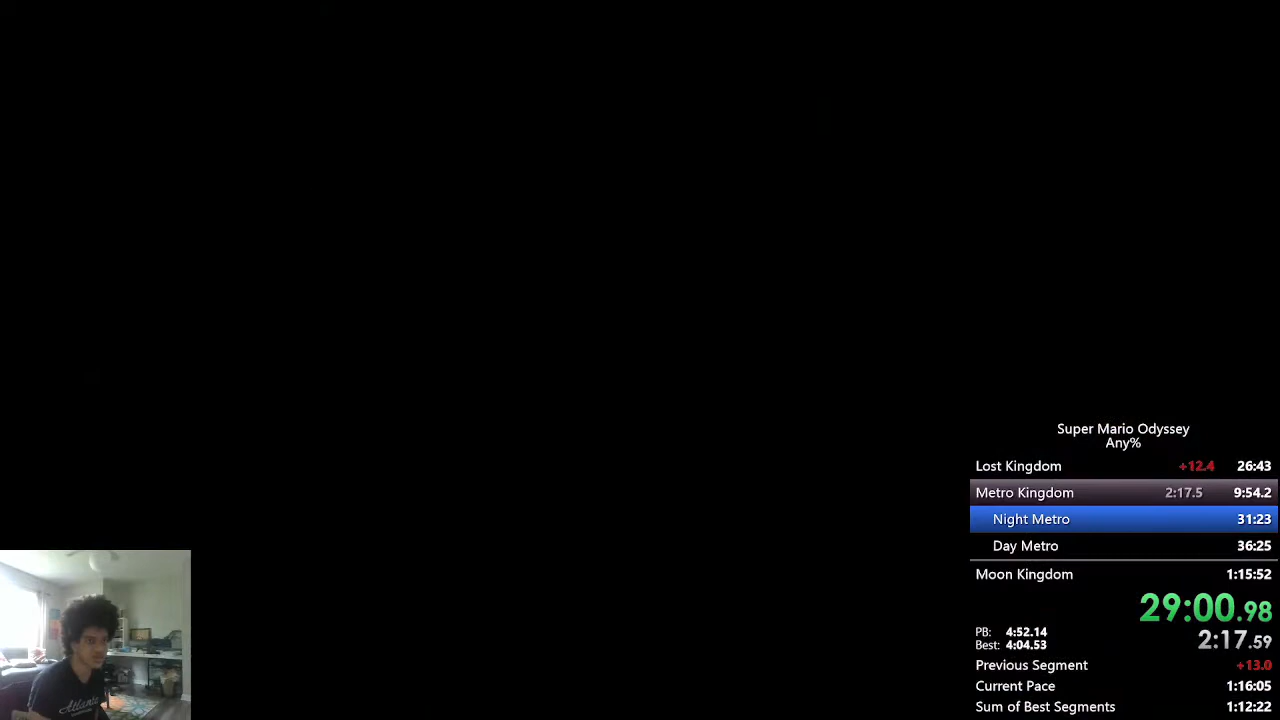 Super Mario Odyssey
Any%
Lost Kingdom +12.4 26:43
Metro Kingdom 2:17.5 9:54.2
Night Metro 31:23
Day Metro 36:25
Moon Kingdom 1:15:52
29:00.98
PB: 4:52.14
Best: 4:04.53
2:17.59
Previous Segment +13.0
Current Pace 1:16:05
Sum of Best Segments 1:12:22
Atlanta